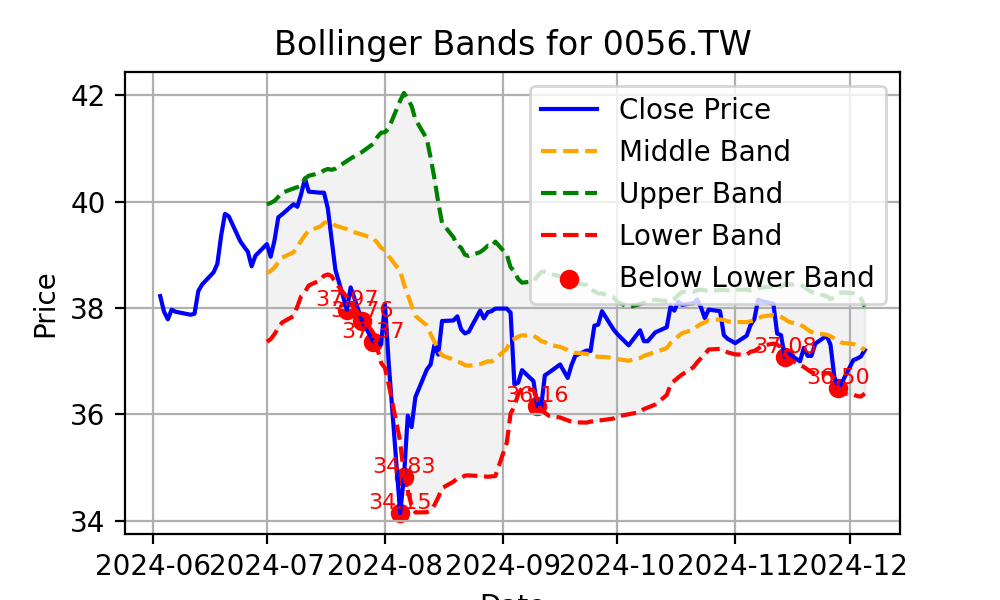 Bollinger Bands for 0056.TW
Price
42
40
38
36
34
Close Price
Middle Band
Upper Band
Lower Band
Below Lower Band
37.97
37.37
34.83
34.15
36.16
37.08
36.50
2024-06
2024-07
2024-08
2024-09
2024-10
2024-11
2024-12
Date